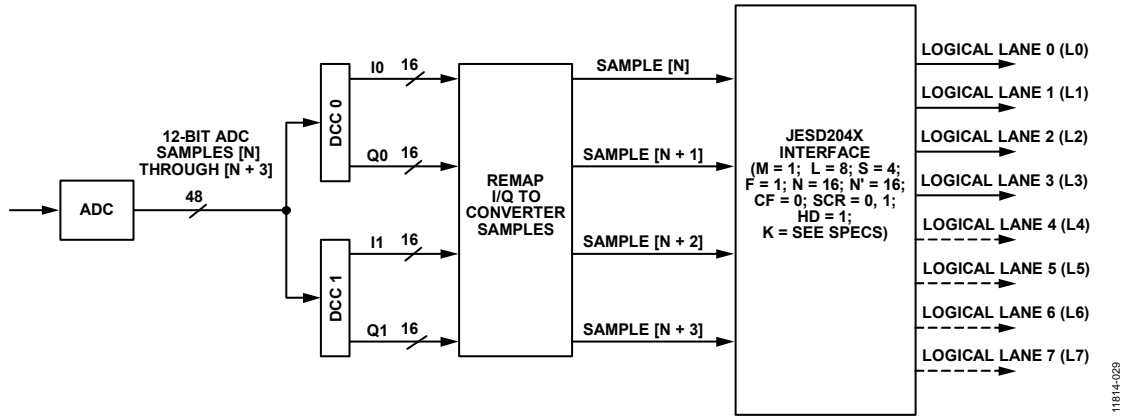 12-BIT ADC
SAMPLES [N]
THROUGH [N + 3]
ADC
48
DCC 0
I0 16
Q0 16
DCC 1
I1 16
Q1 16
REMAP
I/Q TO
CONVERTER
SAMPLES
SAMPLE [N]
SAMPLE [N + 1]
SAMPLE [N + 2]
SAMPLE [N + 3]
JESD204X
INTERFACE
(M = 1; L = 8; S = 4;
F = 1; N = 16; N' = 16;
CF = 0; SCR = 0, 1;
HD = 1;
K = SEE SPECS)
LOGICAL LANE 0 (L0)
LOGICAL LANE 1 (L1)
LOGICAL LANE 2 (L2)
LOGICAL LANE 3 (L3)
LOGICAL LANE 4 (L4)
LOGICAL LANE 5 (L5)
LOGICAL LANE 6 (L6)
LOGICAL LANE 7 (L7)
11814-029